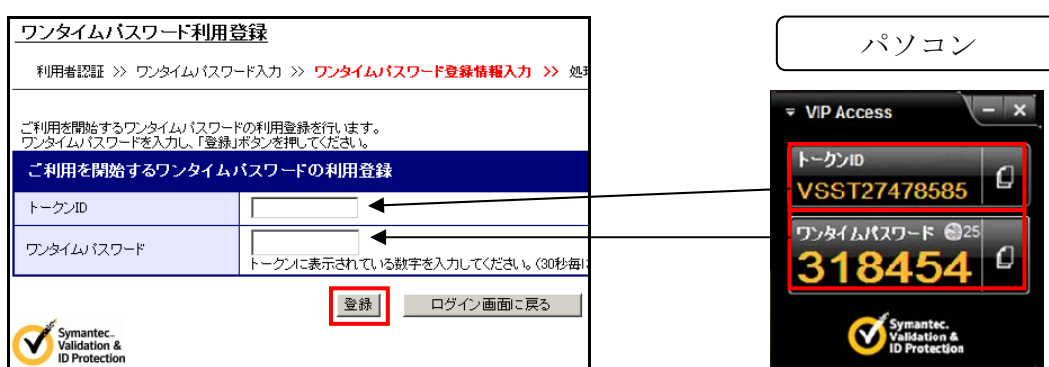 ワンタイムパスワード利用登録
利用者認証 >> ワンタイムパスワード入力 >> ワンタイムパスワード登録情報入力 >> 処理
ご利用を開始するワンタイムパスワードの利用登録を行います。
ワンタイムパスワードを入力し、「登録」ボタンを押してください。
ご利用を開始するワンタイムパスワードの利用登録
トークンID
ワンタイムパスワード
トークンに表示されている数字を入力してください。(30秒毎に
登録
ログイン画面に戻る
Symantec.
Validation &
ID Protection
パソコン
VIP Access
トークンID
VSST27478585
ワンタイムパスワード 25
318454
Symantec.
Validation &
ID Protection